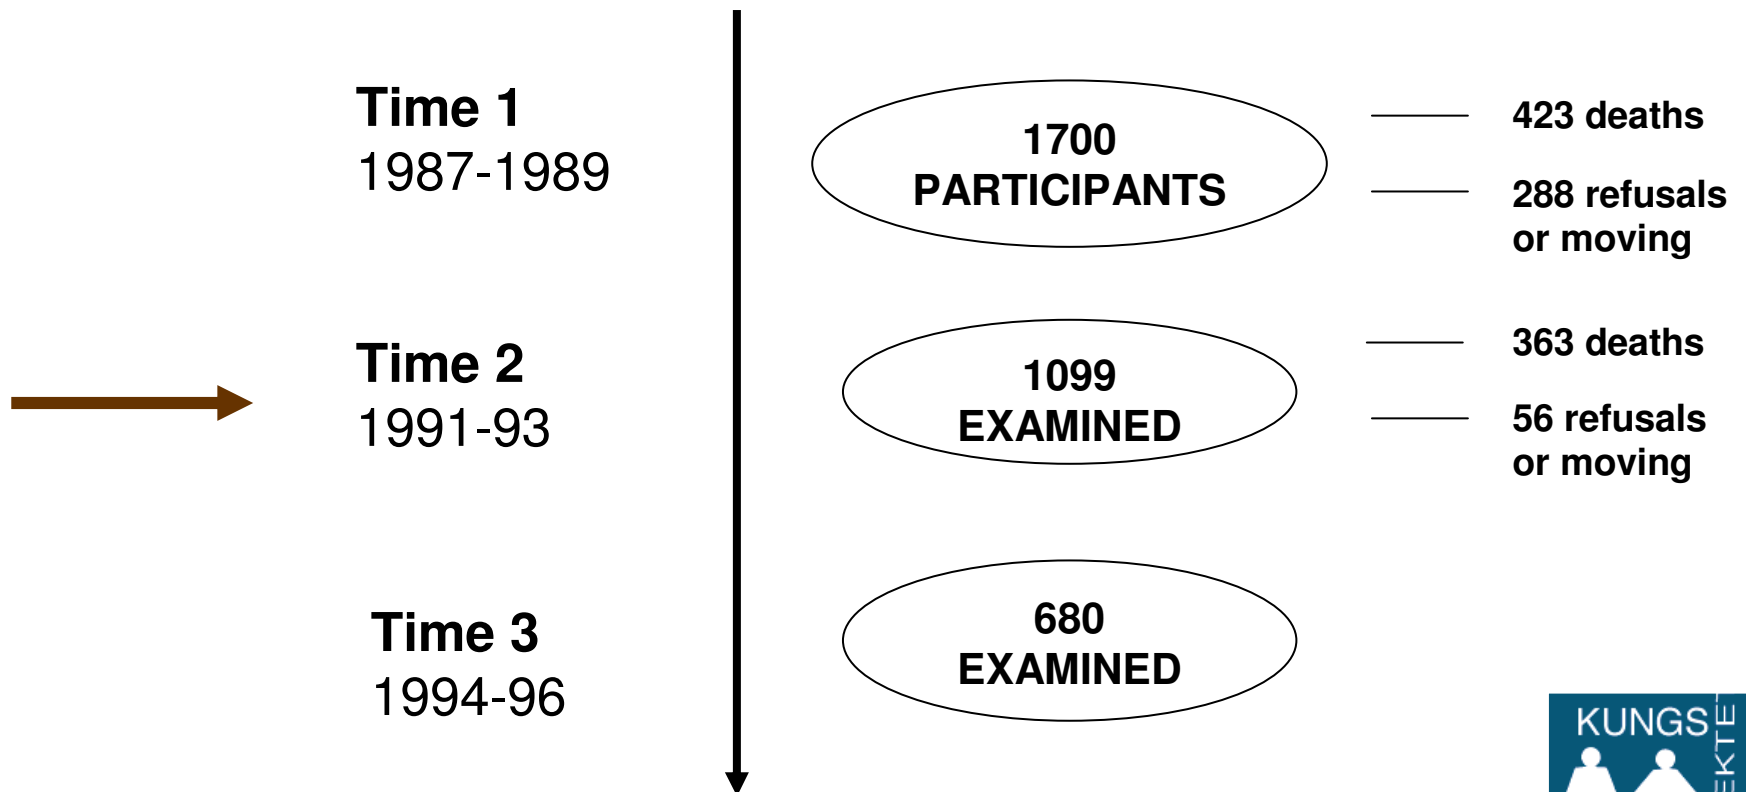 Time 1
1987-1989
1700
PARTICIPANTS
423 deaths
288 refusals
or moving
Time 2
1991-93
1099
EXAMINED
363 deaths
56 refusals
or moving
Time 3
1994-96
680
EXAMINED
KUNGS